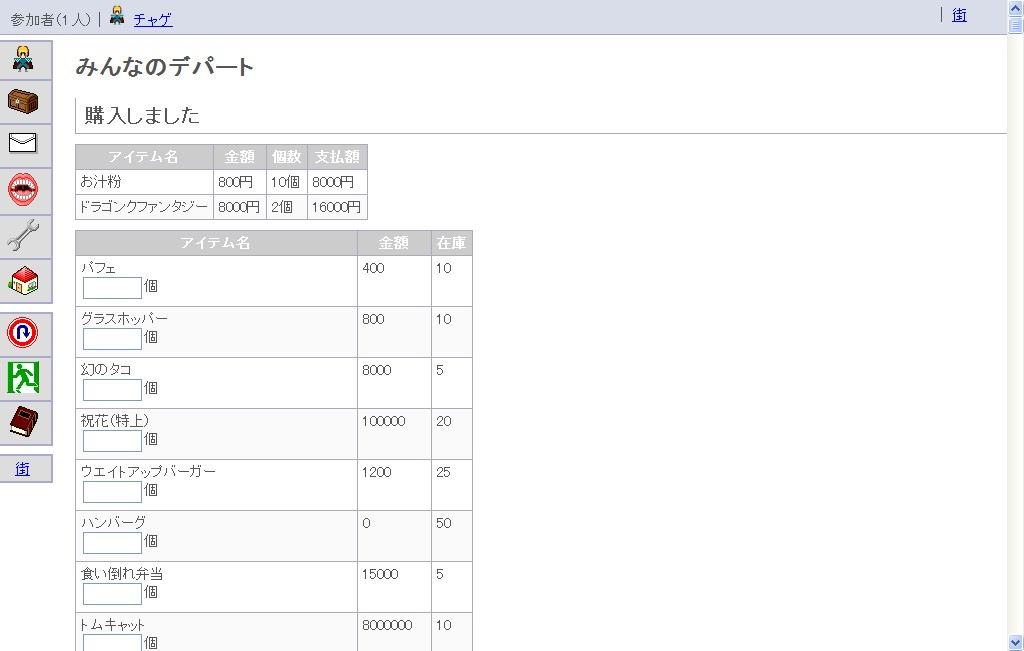 参加者(1人) | チャゲ | 街
みんなのデパート
購入しました
アイテム名 金額 個数 支払額
お汁粉 800円 10個 8000円
ドラゴンクファンタジー 8000円 2個 16000円
アイテム名 金額 在庫
パフェ 400 10
個
グラスホッパー 800 10
個
幻のタコ 8000 5
個
祝花(特上) 100000 20
個
ウエイトアップバーガー 1200 25
個
ハンバーグ 0 50
個
食い倒れ弁当 15000 5
個
トムキャット 8000000 10
個
街